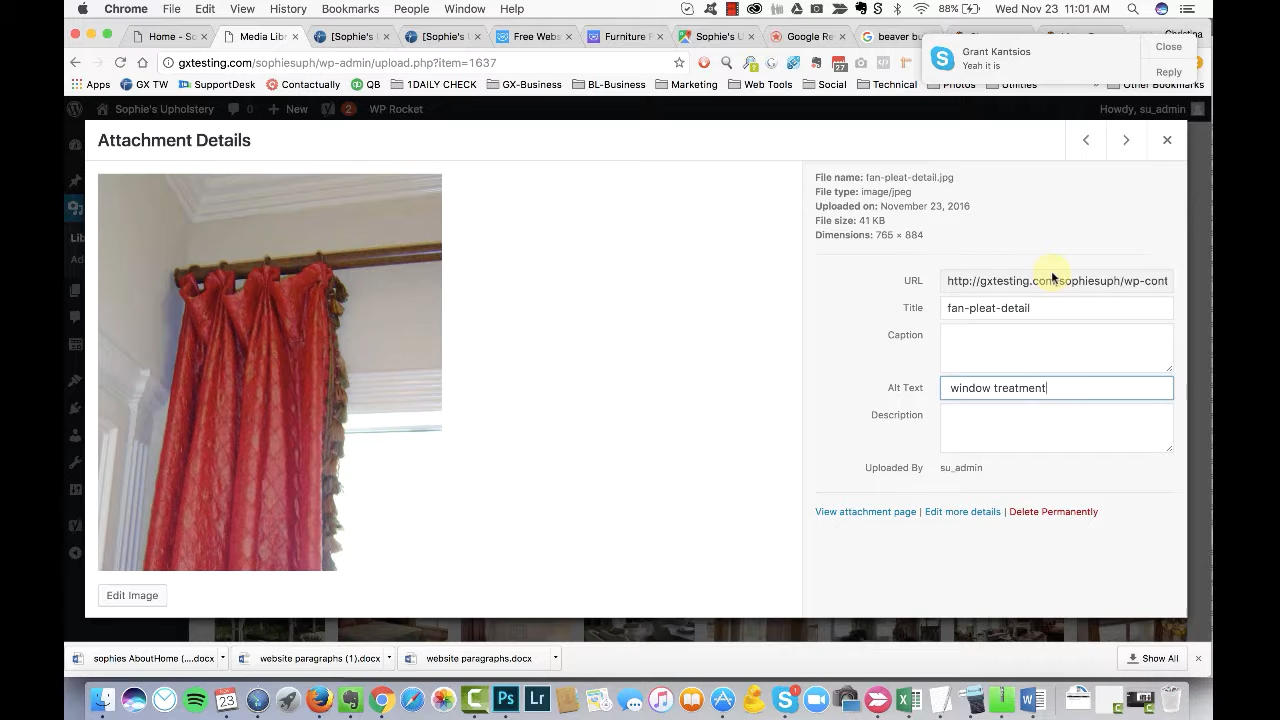 Chrome File Edit View History Bookmarks People Window Help 88% Wed Nov 23 11:01 AM
Home - So Media Lib [Sophie's [Sophie's U Free Webs Furniture F Sophie's U Google Re beaver bu
gxtesting.com/sophiesuph/wp-admin/upload.php?item=1637
Grant Kantsios
Yeah it is
Close
Reply
Apps GX TW SupportDesk Contactually QB 1DAILY CHECK GX-Business BL-Business Marketing Web Tools Social Technical Photos Utilities Other Bookmarks
Sophie's Upholstery 0 New 2 WP Rocket Howdy, su_admin
Attachment Details
File name: fan-pleat-detail.jpg
File type: image/jpeg
Uploaded on: November 23, 2016
File size: 41 KB
Dimensions: 765 × 884
URL http://gxtesting.com/sophiesuph/wp-cont
Title fan-pleat-detail
Caption
Alt Text window treatment
Description
Uploaded By su_admin
View attachment page | Edit more details | Delete Permanently
Edit Image
sophies AboutHome (....docx website paragraphs (1).docx website paragraphs.docx Show All